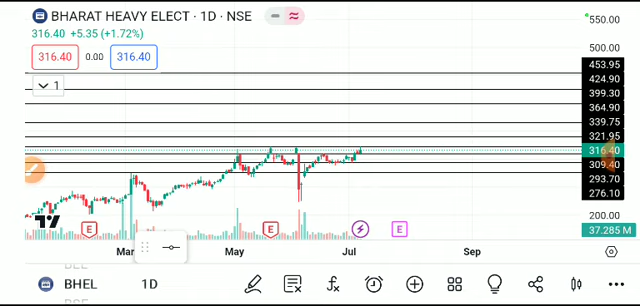 BHARAT HEAVY ELECT · 1D · NSE
316.40 +5.35 (+1.72%)
316.40 0.00 316.40
1
550.00
500.00
453.95
424.90
399.30
364.90
339.75
321.95
316.40
309.40
293.70
276.10
200.00
37.285M
E E E
Mar May Jul Sep
BHEL 1D